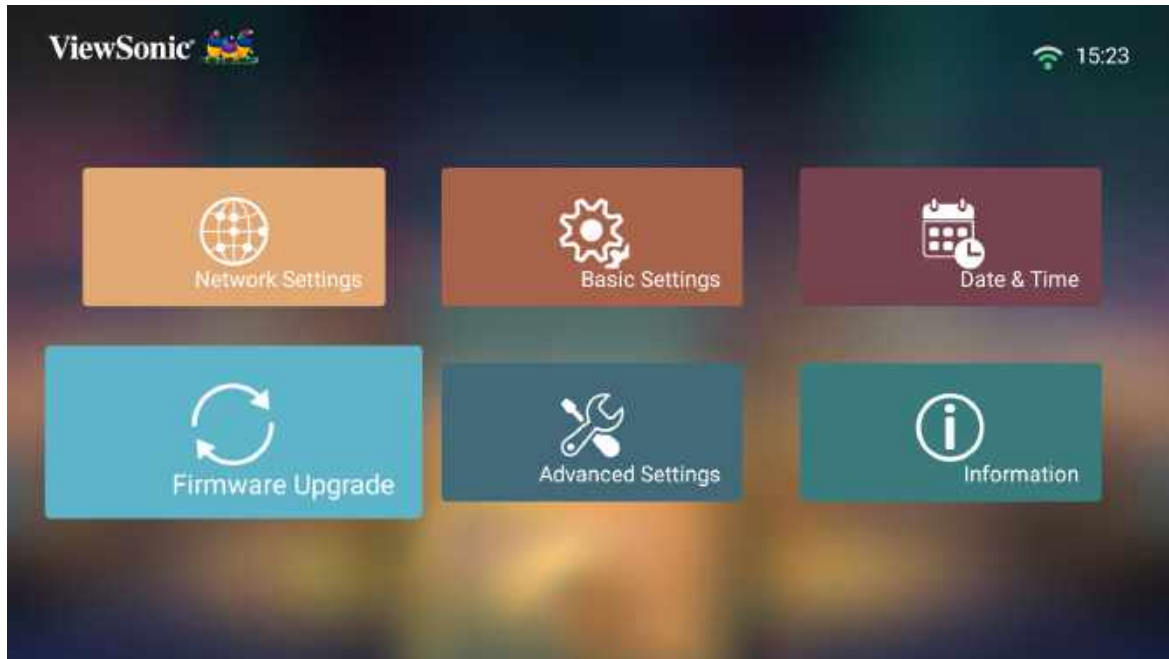 ViewSonic®
15:23
Network Settings
Basic Settings
Date & Time
Firmware Upgrade
Advanced Settings
Information